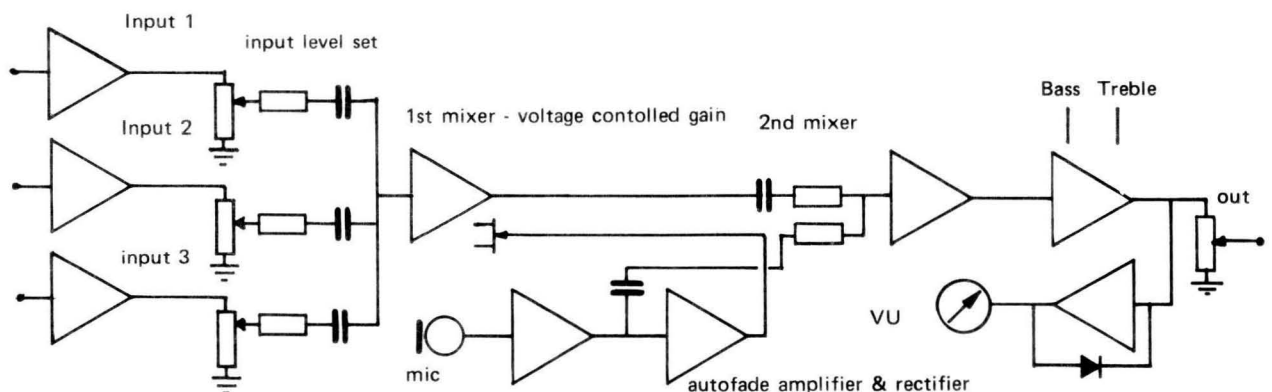 Input 1
input level set
Bass Treble
Input 2
1st mixer - voltage contolled gain
2nd mixer
out
input 3
VU
mic
autofade amplifier & rectifier